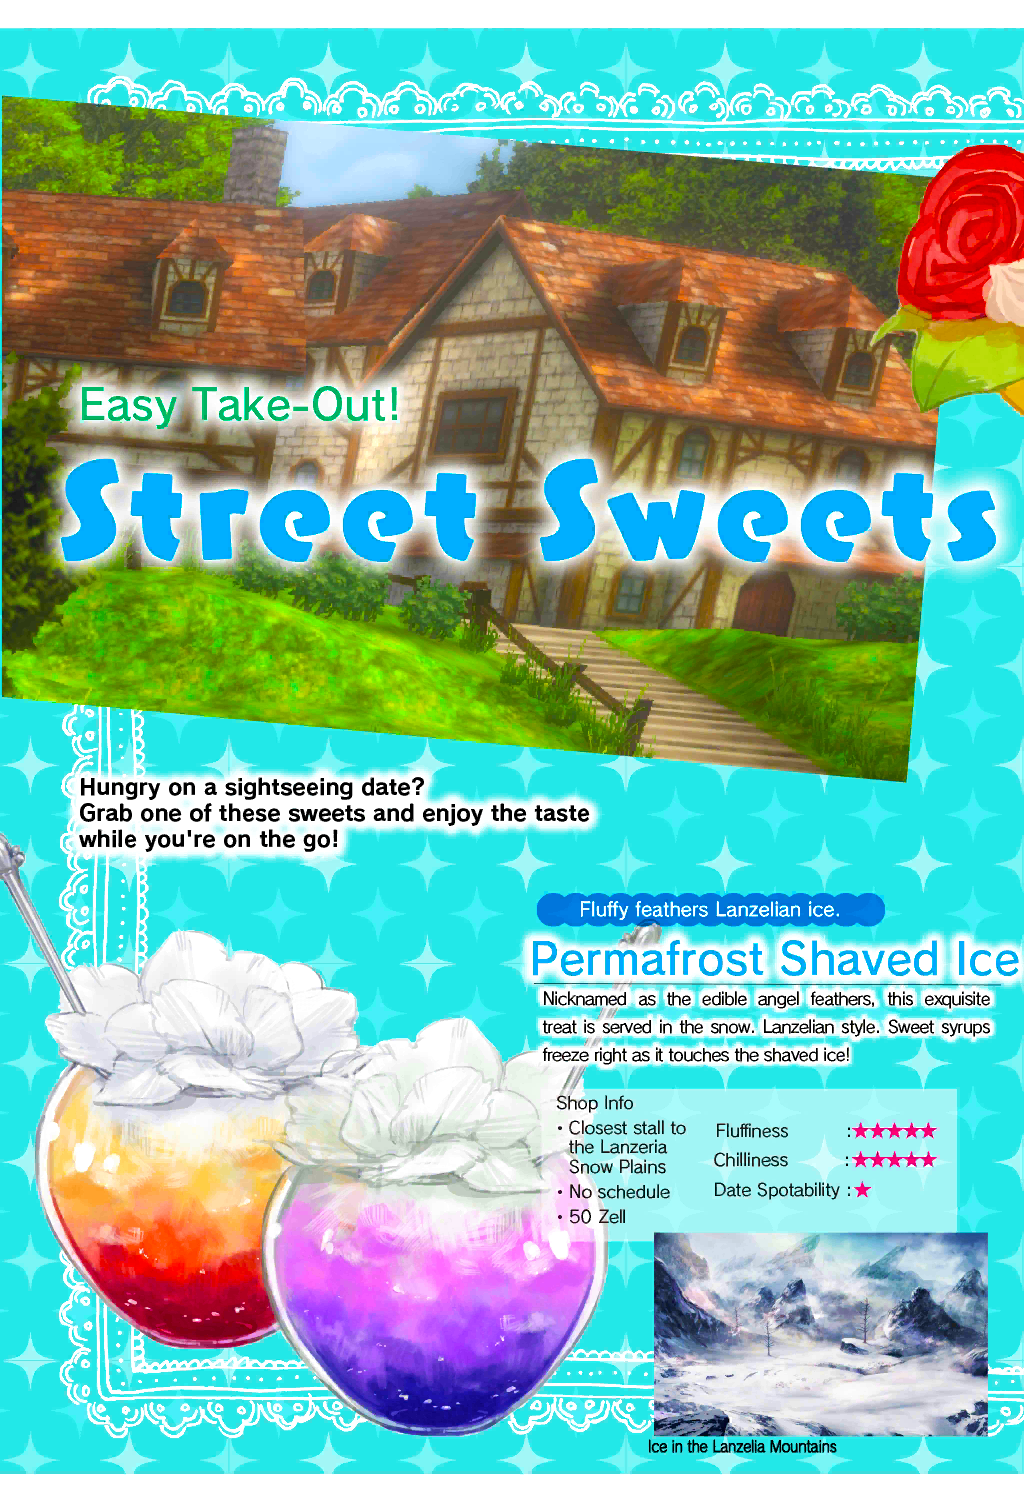 Easy Take-Out!
Street Sweets
Hungry on a sightseeing date?
Grab one of these sweets and enjoy the taste
while you're on the go!
Fluffy feathers Lanzelian ice.
Permafrost Shaved Ice
Nicknamed as the edible angel feathers, this exquisite
treat is served in the snow. Lanzelian style. Sweet syrups
freeze right as it touches the shaved ice!
Shop Info
・Closest stall to
the Lanzeria
Snow Plains
・No schedule
・50 Zell
Fluffiness :★★★★★
Chilliness :★★★★★
Date Spotability :★
Ice in the Lanzelia Mountains